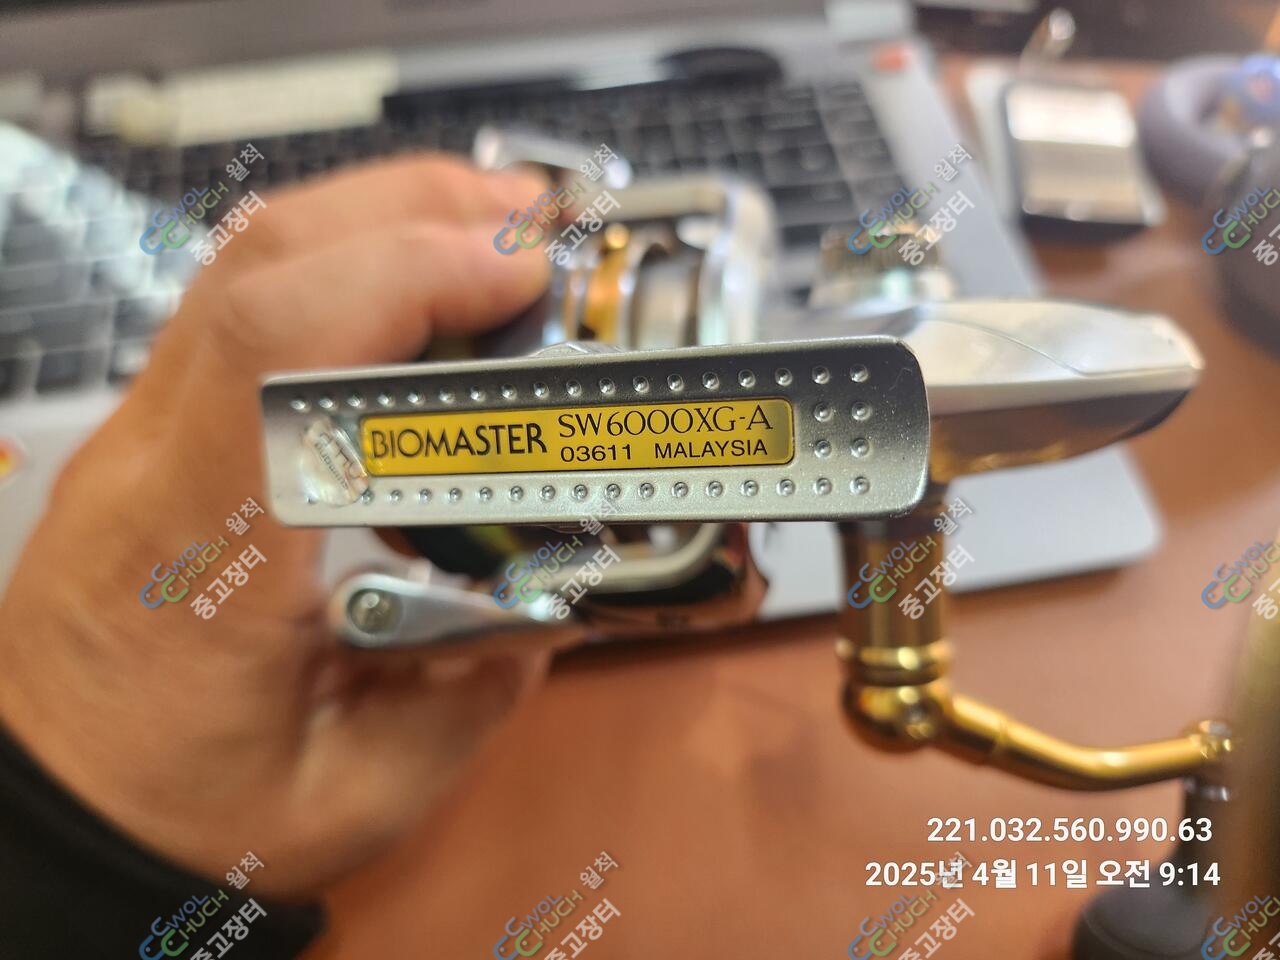 BIOMASTER SW6000XG-A
03611 MALAYSIA
221.032.560.990.63
2025년 4월 11일 오전 9:14
WOL CHUCH 월척 중고장터